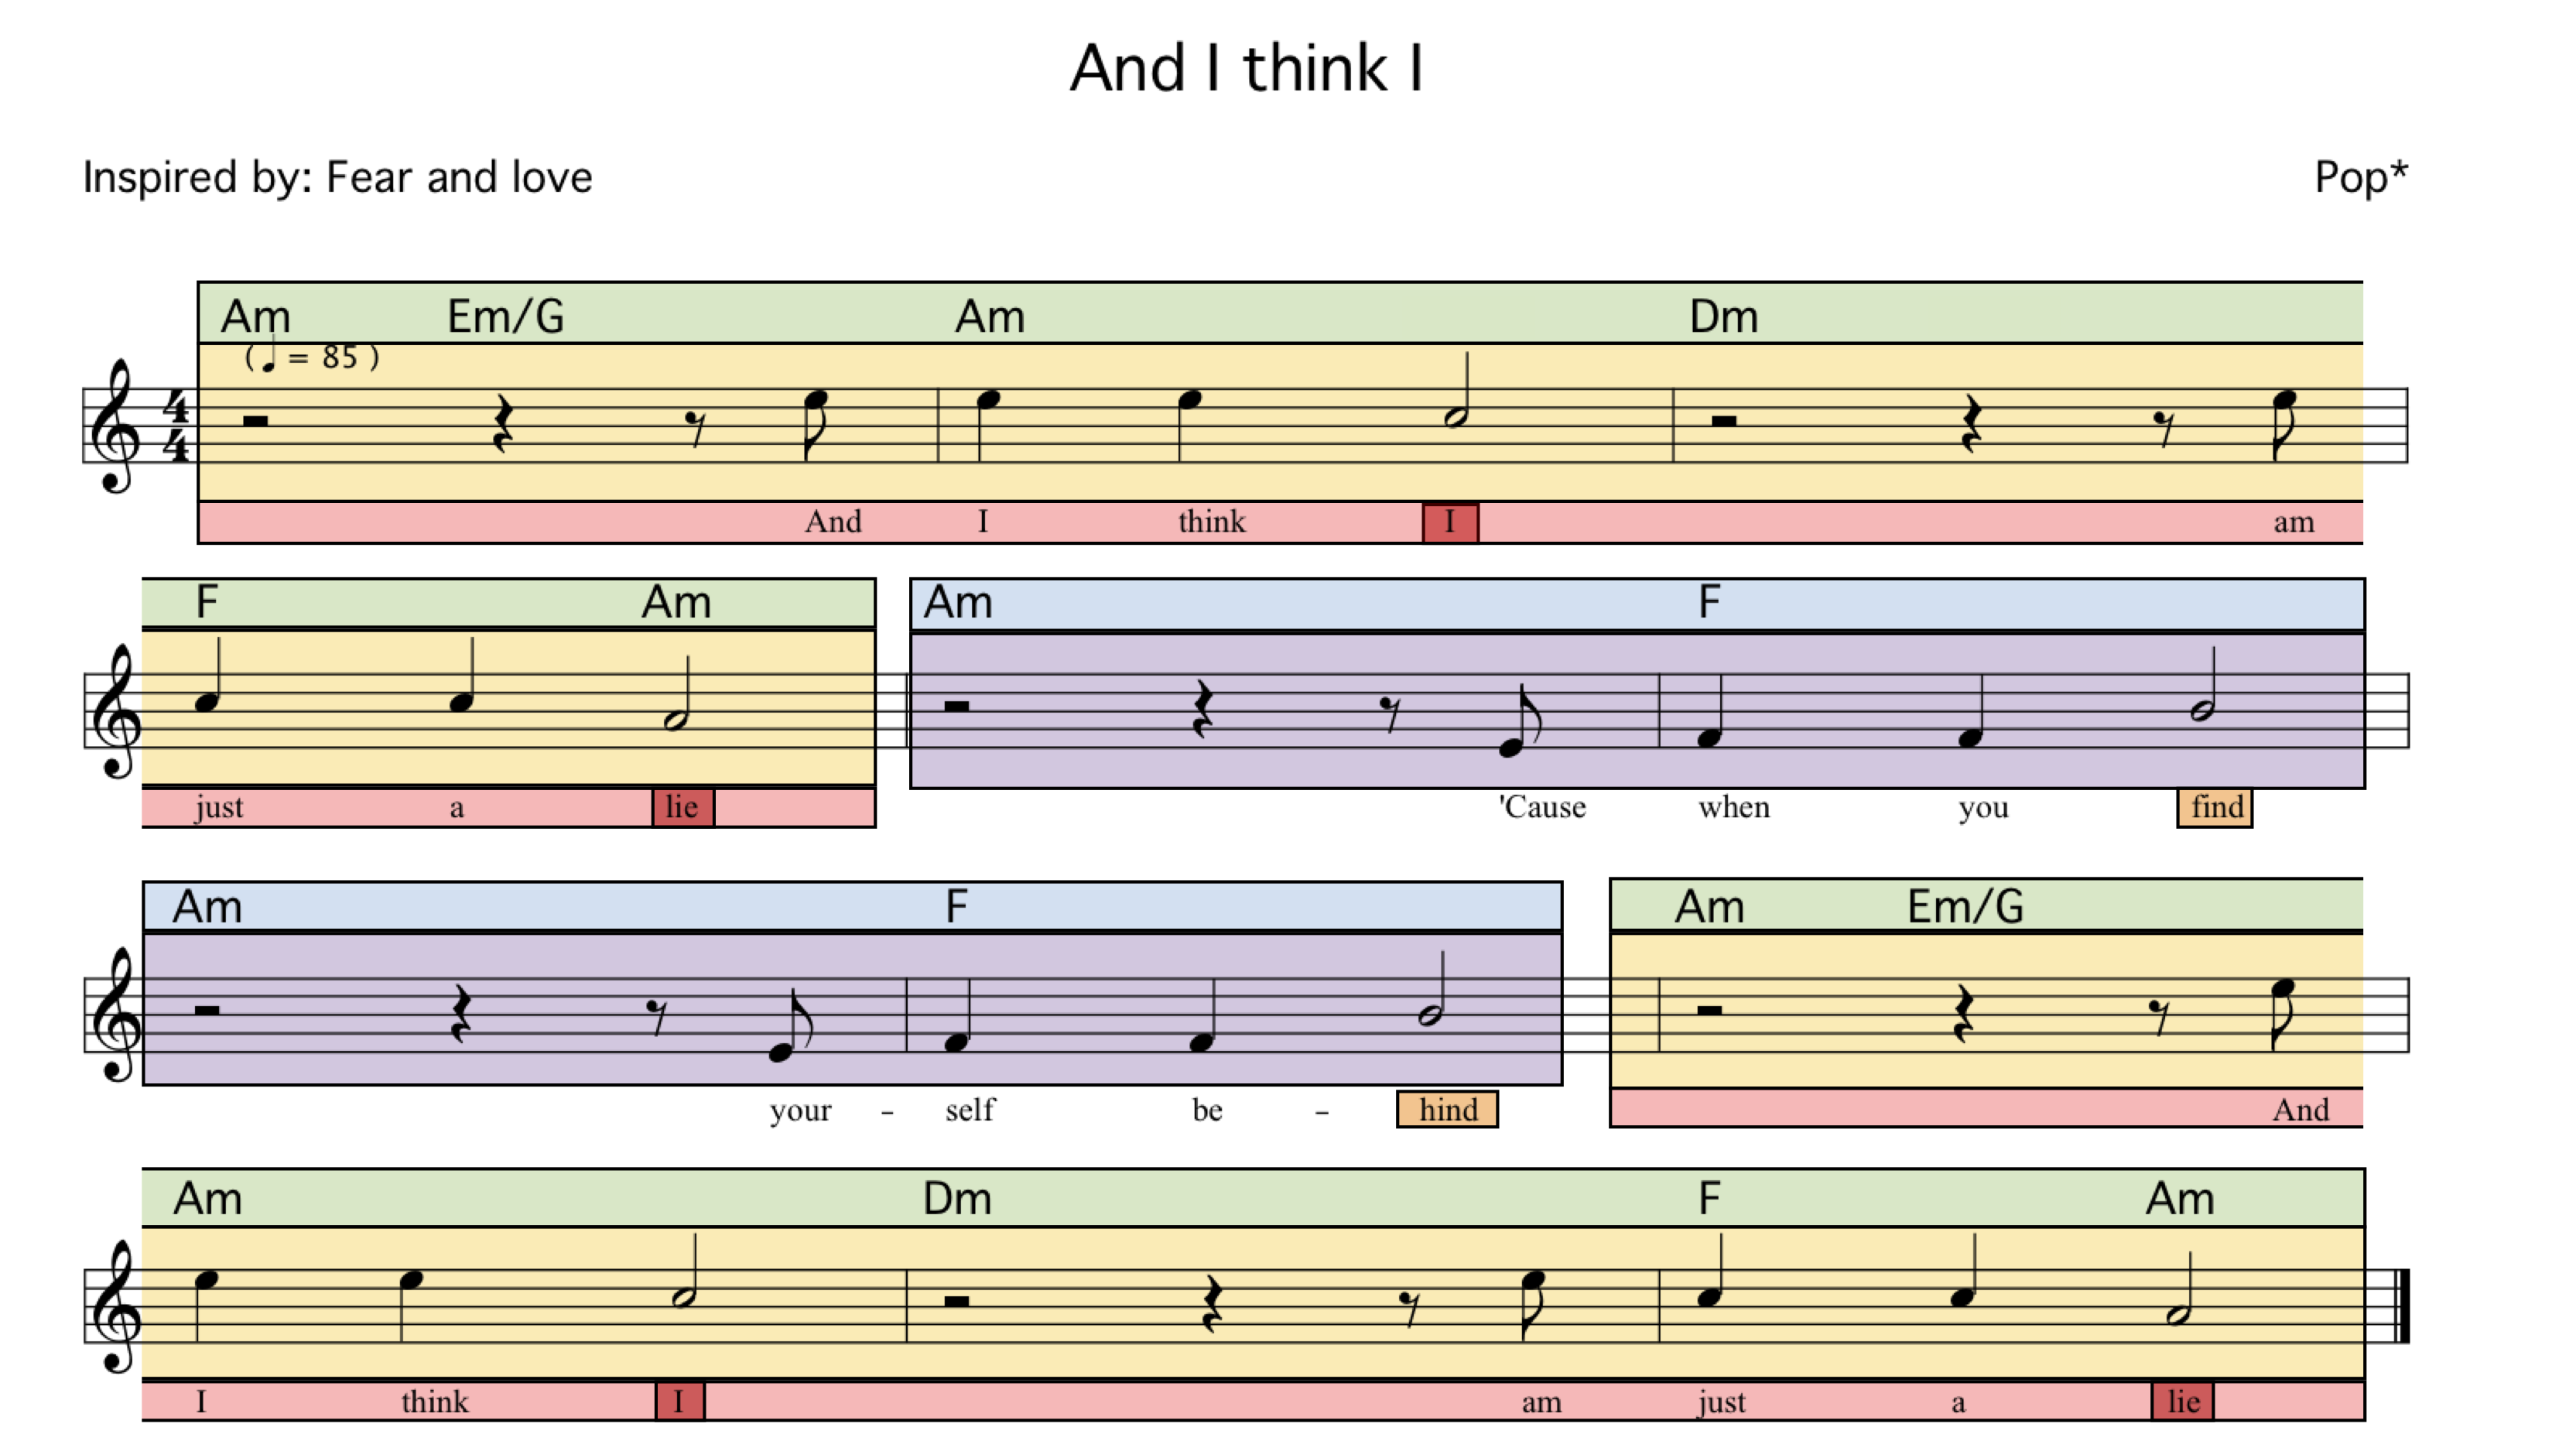 And I think I
Inspired by: Fear and love
Pop*
Am Em/G Am Dm
(♩ = 85 )
4
4
And I think I am
F Am Am F
just a lie 'Cause when you find
Am F Am Em/G
your - self be - hind And
Am Dm F Am
I think I am just a lie